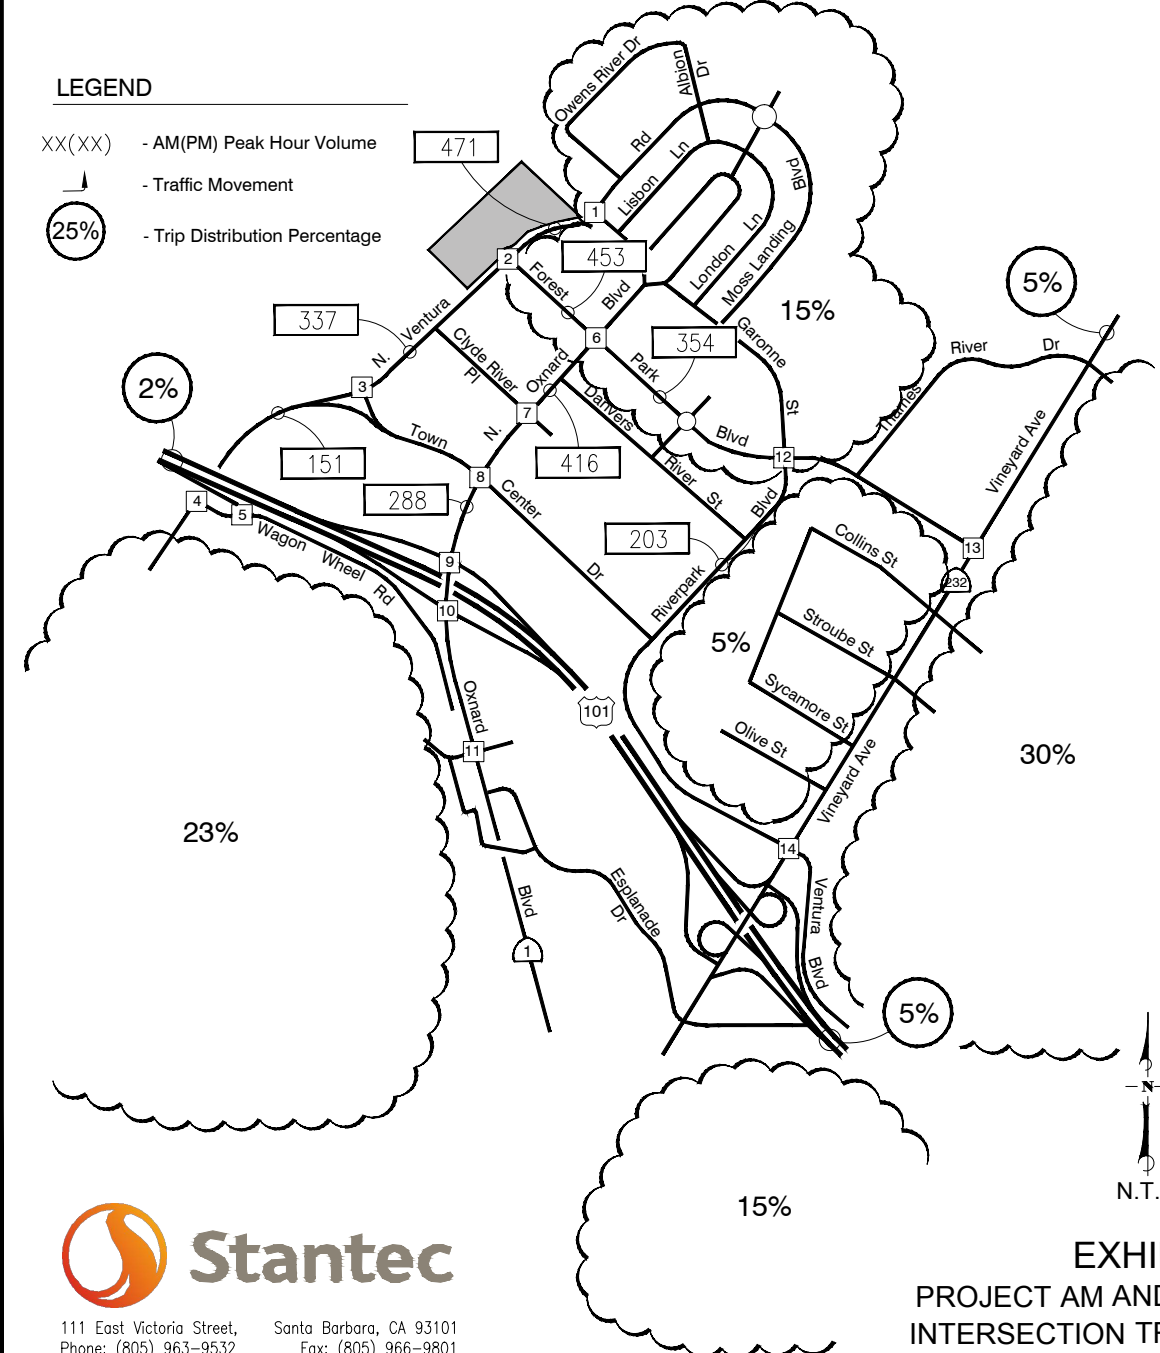 LEGEND
XX(XX) - AM(PM) Peak Hour Volume
- Traffic Movement
25% - Trip Distribution Percentage
471
453
337
354
151
416
288
203
2%
5%
15%
5%
30%
23%
5%
15%
Owens River Dr
Albion Dr
Rd
Lisbon Ln
London Ln
Moss Landing Blvd
N. Ventura
Forest Park Blvd
Clyde River Pl
N. Oxnard Blvd
Danvers River St
Garonne St
Thames River Dr
Vineyard Ave
Town Center Dr
Riverpark Blvd
Wagon Wheel Rd
Collins St
Stroube St
Sycamore St
Olive St
Vineyard Ave
Oxnard Blvd
Esplanade Dr
Ventura Blvd
1
2
3
4
5
6
7
8
9
10
11
12
13
14
232
101
1
N
N.T.
Stantec
111 East Victoria Street, Santa Barbara, CA 93101
Phone: (805) 963-9532 Fax: (805) 966-9801
EXHI
PROJECT AM AND
INTERSECTION TR